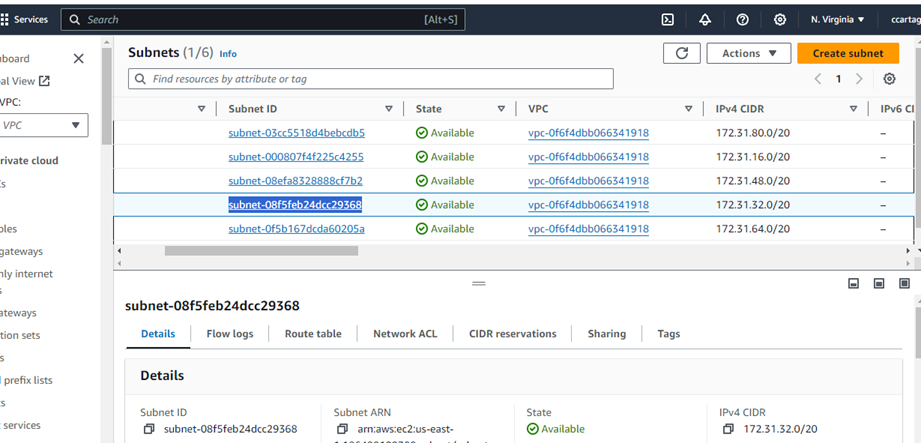 Services Search [Alt+S] N. Virginia ccartag
Subnets (1/6) Info Actions Create subnet
Find resources by attribute or tag 1
Subnet ID State VPC IPv4 CIDR IPv6 CI
subnet-03cc5518d4bebcdb5 Available vpc-0f6f4dbb066341918 172.31.80.0/20 –
subnet-000807f4f225c4255 Available vpc-0f6f4dbb066341918 172.31.16.0/20 –
subnet-08efa8328888cf7b2 Available vpc-0f6f4dbb066341918 172.31.48.0/20 –
subnet-08f5feb24dcc29368 Available vpc-0f6f4dbb066341918 172.31.32.0/20 –
subnet-0f5b167dcda60205a Available vpc-0f6f4dbb066341918 172.31.64.0/20 –
board
al View
VPC:
VPC
rivate cloud
s
les
gateways
nly internet
s
ateways
tion sets
s
l prefix lists
ts
services
subnet-08f5feb24dcc29368
Details Flow logs Route table Network ACL CIDR reservations Sharing Tags
Details
Subnet ID Subnet ARN State IPv4 CIDR
subnet-08f5feb24dcc29368 arn:aws:ec2:us-east- Available 172.31.32.0/20